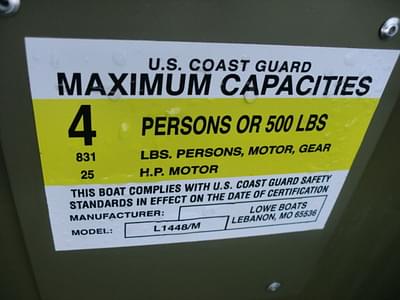 U.S. COAST GUARD
MAXIMUM CAPACITIES
4 PERSONS OR 500 LBS
831 LBS. PERSONS, MOTOR, GEAR
25 H.P. MOTOR
THIS BOAT COMPLIES WITH U.S. COAST GUARD SAFETY
STANDARDS IN EFFECT ON THE DATE OF CERTIFICATION
MANUFACTURER: LOWE BOATS
LEBANON, MO 65536
MODEL: L1448/M